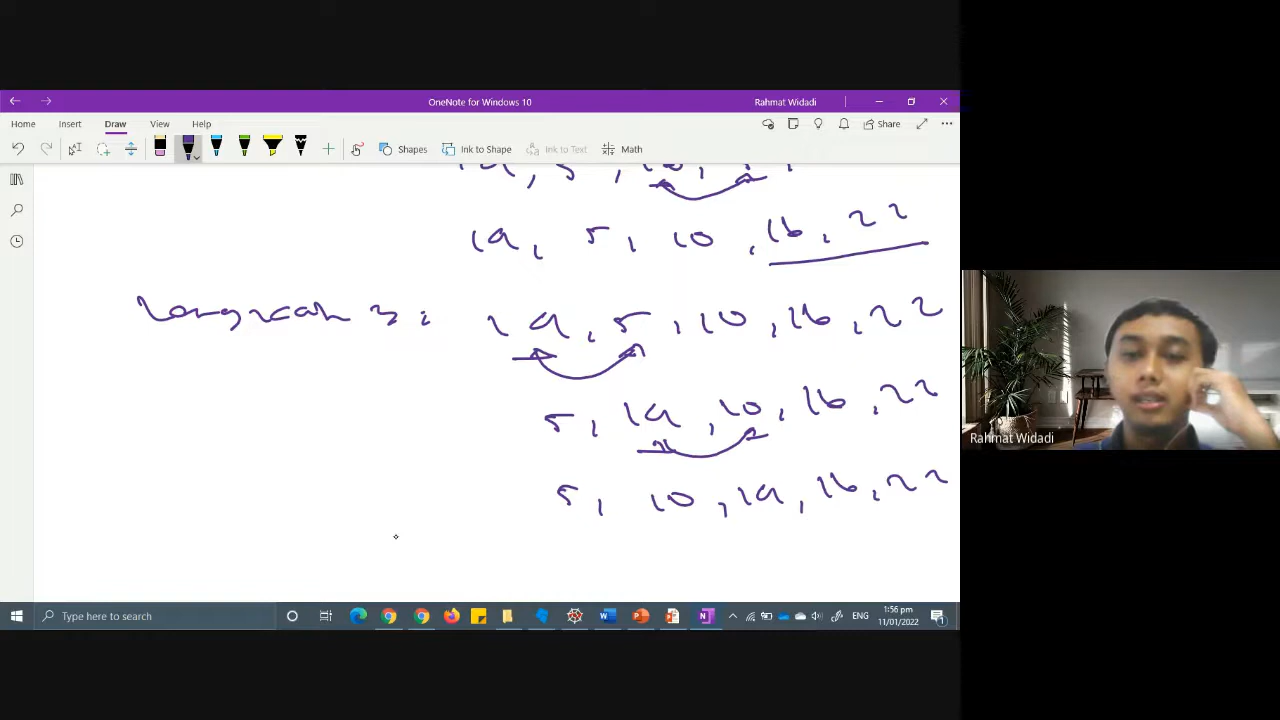 OneNote for Windows 10
Rahmat Widadi
Home Insert Draw View Help
Share
Shapes Ink to Shape Ink to Text Math
14, 5, 10, 16, 22
Langkah 3: 14, 5, 10, 16, 22
5, 14, 10, 16, 22
Rahmat Widadi
5, 10, 14, 16, 22
Type here to search
ENG
1:56 pm
11/01/2022